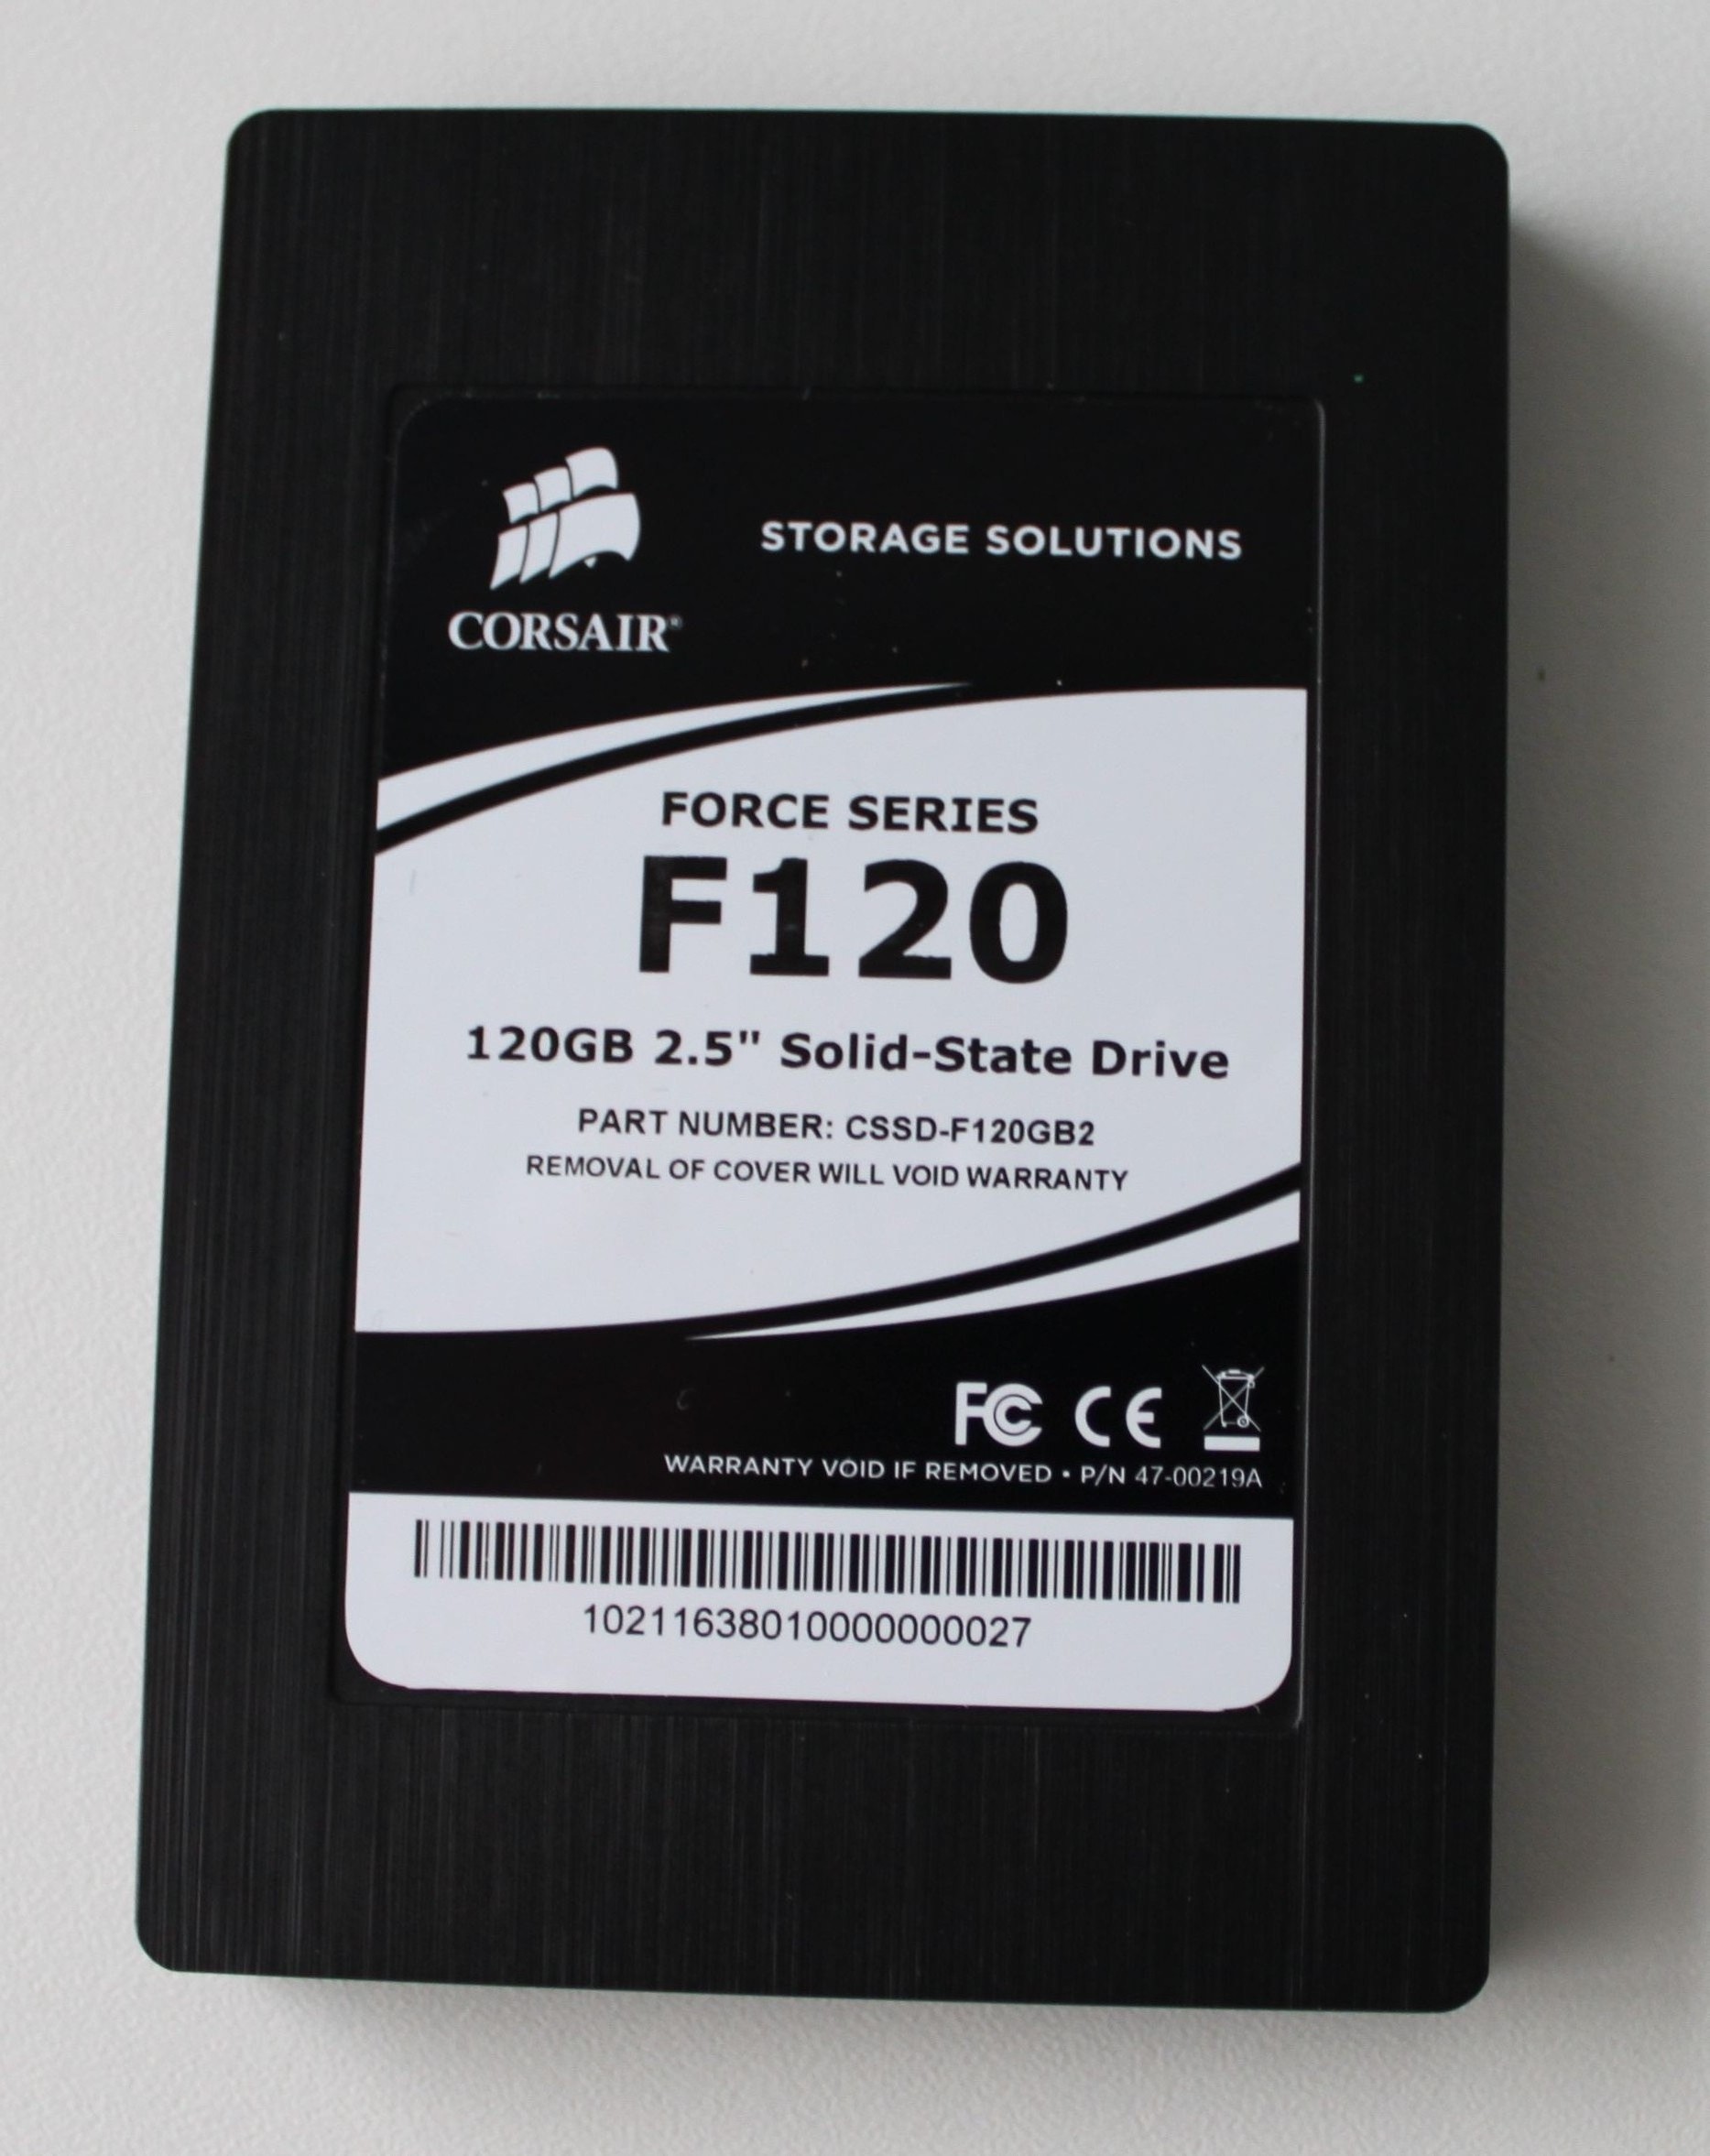 STORAGE SOLUTIONS
CORSAIR®
FORCE SERIES
F120
120GB 2.5" Solid-State Drive
PART NUMBER: CSSD-F120GB2
REMOVAL OF COVER WILL VOID WARRANTY
FC CE
WARRANTY VOID IF REMOVED • P/N 47-00219A
10211638010000000027